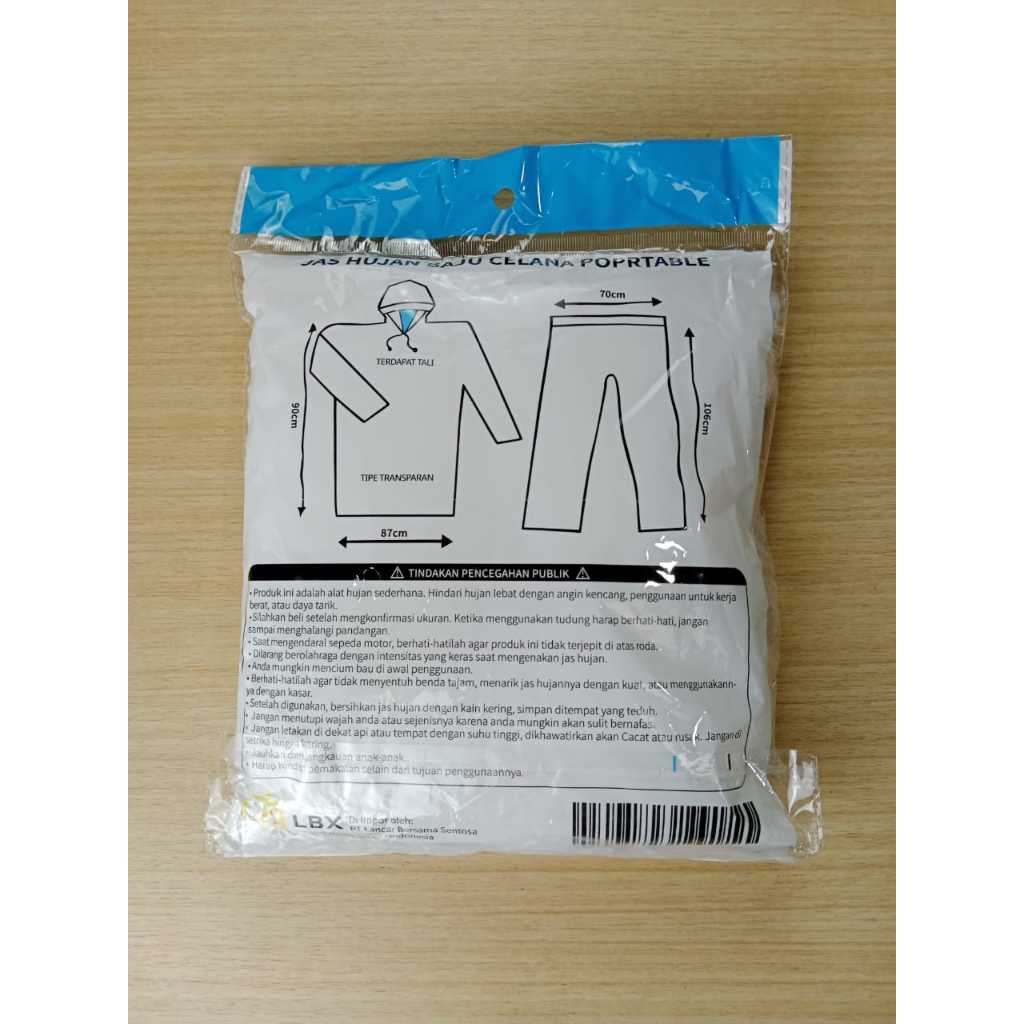 JAS HUJAN BAJU CELANA POPRTABLE
70cm
TERDAPAT TALI
90cm
106cm
TIPE TRANSPARAN
87cm
TINDAKAN PENCEGAHAN PUBLIK
• Produk ini adalah alat hujan sederhana. Hindari hujan lebat dengan angin kencang, penggunaan untuk kerja
berat, atau daya tarik.
• Silahkan beli setelah mengkonfirmasi ukuran. Ketika menggunakan tudung harap berhati-hati, jangan
sampai menghalangi pandangan.
• Saat mengendarai sepeda motor, berhati-hatilah agar produk ini tidak terjepit di atas roda.
• Dilarang berolahraga dengan intensitas yang keras saat mengenakan jas hujan.
• Anda mungkin mencium bau di awal penggunaan.
• Berhati-hatilah agar tidak menyentuh benda tajam, menarik jas hujannya dengan kuat, atau menggunakann-
ya dengan kasar.
• Setelah digunakan, bersihkan jas hujan dengan kain kering, simpan ditempat yang teduh.
• Jangan menutupi wajah anda atau sejenisnya karena anda mungkin akan sulit bernafas.
• Jangan letakan di dekat api atau tempat dengan suhu tinggi, dikhawatirkan akan Cacat atau rusak. Jangan di
setrika hingga kering.
• Jauhkan dari jangkauan anak-anak.
• Harap hindari pemakaian selain dari tujuan penggunaannya.
LBX
Di impor oleh:
PT Lancar Bersama Sentosa
Indonesia